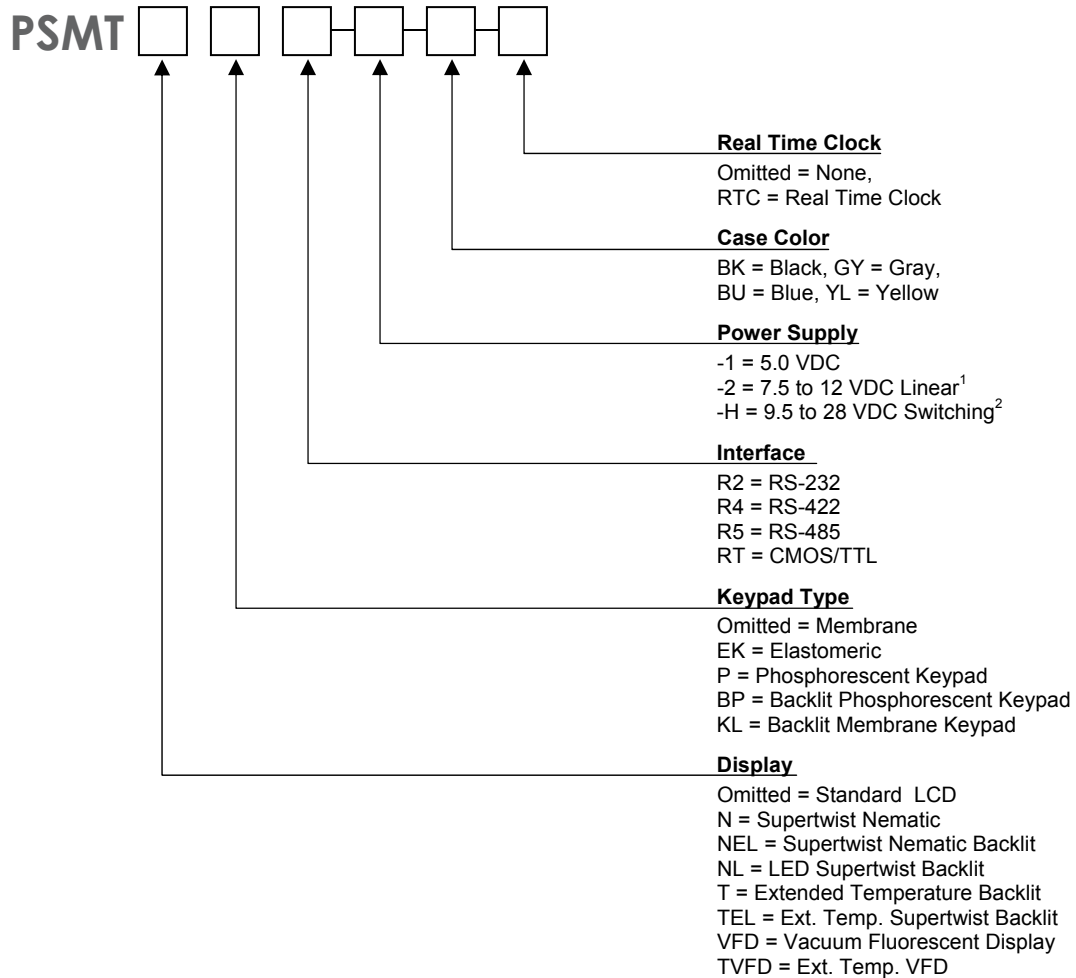 PSMT
Real Time Clock
Omitted = None,
RTC = Real Time Clock
Case Color
BK = Black, GY = Gray,
BU = Blue, YL = Yellow
Power Supply
-1 = 5.0 VDC
-2 = 7.5 to 12 VDC Linear¹
-H = 9.5 to 28 VDC Switching²
Interface
R2 = RS-232
R4 = RS-422
R5 = RS-485
RT = CMOS/TTL
Keypad Type
Omitted = Membrane
EK = Elastomeric
P = Phosphorescent Keypad
BP = Backlit Phosphorescent Keypad
KL = Backlit Membrane Keypad
Display
Omitted = Standard LCD
N = Supertwist Nematic
NEL = Supertwist Nematic Backlit
NL = LED Supertwist Backlit
T = Extended Temperature Backlit
TEL = Ext. Temp. Supertwist Backlit
VFD = Vacuum Fluorescent Display
TVFD = Ext. Temp. VFD